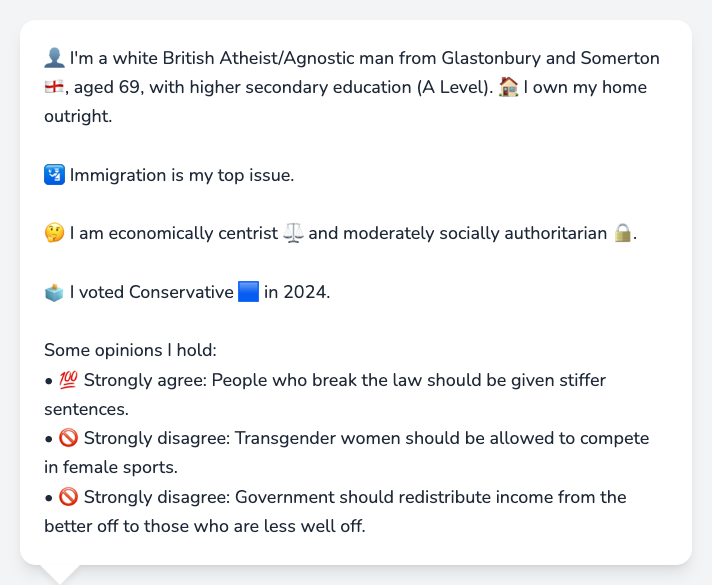 👤 I'm a white British Atheist/Agnostic man from Glastonbury and Somerton
🏴󠁧󠁢󠁥󠁮󠁧󠁿, aged 69, with higher secondary education (A Level). 🏠 I own my home
outright.
🛂 Immigration is my top issue.
🤔 I am economically centrist ⚖️ and moderately socially authoritarian 🔒.
🗳️ I voted Conservative 🟦 in 2024.
Some opinions I hold:
• 💯 Strongly agree: People who break the law should be given stiffer
sentences.
• 🚫 Strongly disagree: Transgender women should be allowed to compete
in female sports.
• 🚫 Strongly disagree: Government should redistribute income from the
better off to those who are less well off.